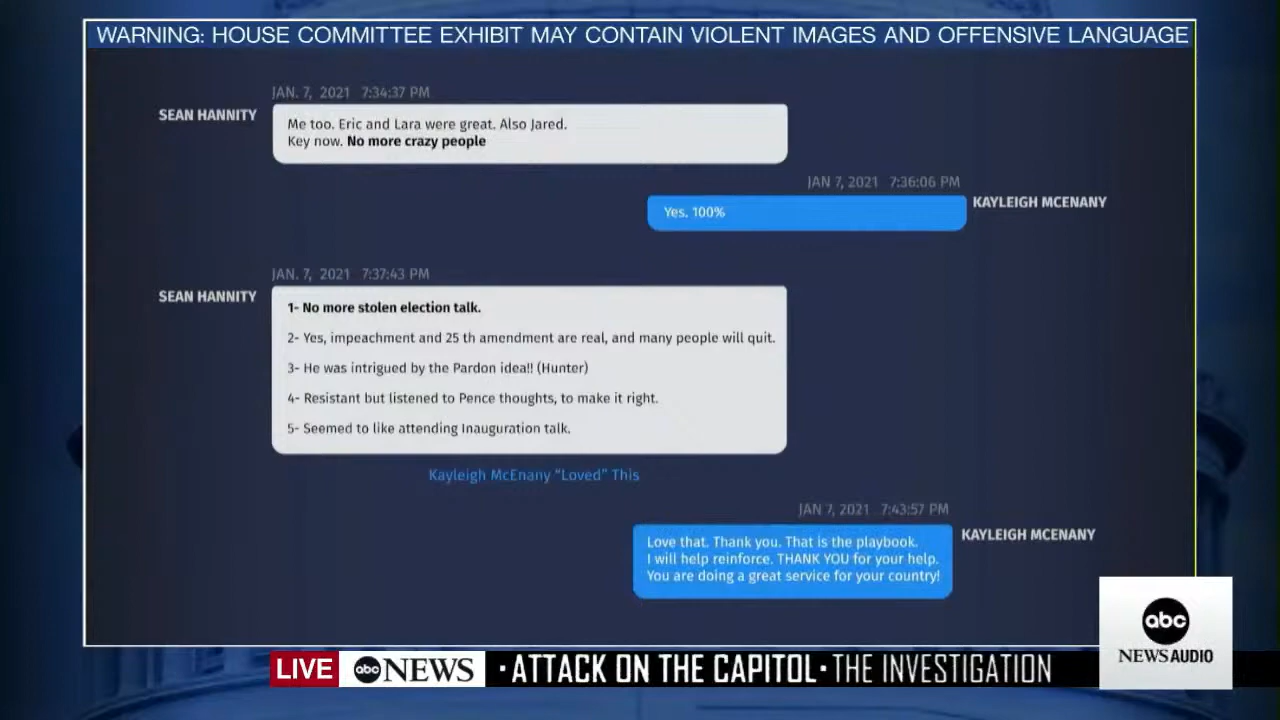 WARNING: HOUSE COMMITTEE EXHIBIT MAY CONTAIN VIOLENT IMAGES AND OFFENSIVE LANGUAGE
JAN. 7, 2021 7:34:37 PM
SEAN HANNITY
Me too. Eric and Lara were great. Also Jared.
Key now. No more crazy people
JAN 7, 2021 7:36:06 PM
KAYLEIGH MCENANY
Yes. 100%
JAN. 7, 2021 7:37:43 PM
SEAN HANNITY
1- No more stolen election talk.
2- Yes, impeachment and 25 th amendment are real, and many people will quit.
3- He was intrigued by the Pardon idea!! (Hunter)
4- Resistant but listened to Pence thoughts, to make it right.
5- Seemed to like attending Inauguration talk.
Kayleigh McEnany “Loved” This
JAN 7, 2021 7:43:57 PM
KAYLEIGH MCENANY
Love that. Thank you. That is the playbook.
I will help reinforce. THANK YOU for your help.
You are doing a great service for your country!
LIVE abc NEWS · ATTACK ON THE CAPITOL · THE INVESTIGATION
abc
NEWS AUDIO